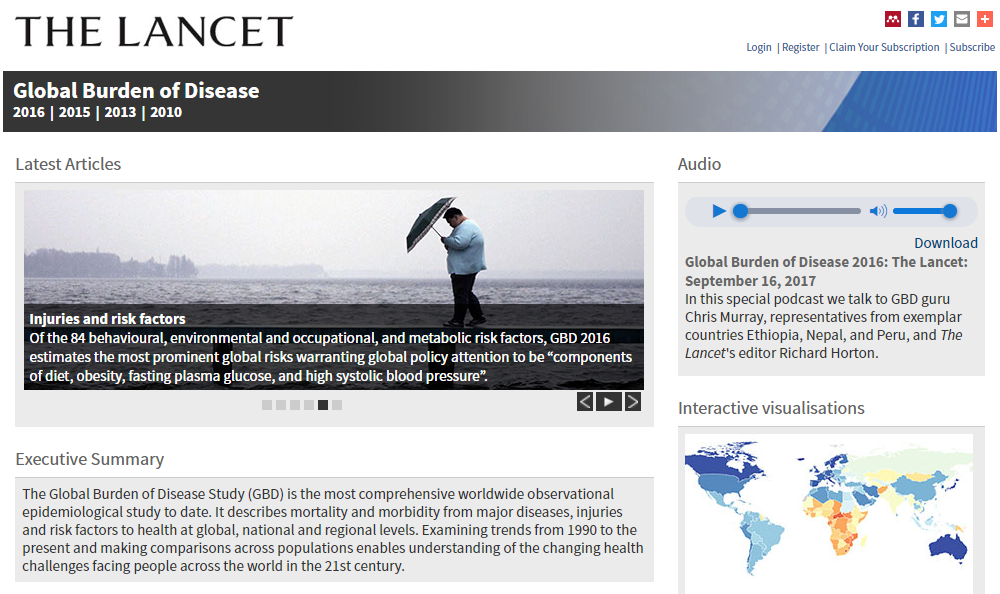 THE LANCET
Login | Register | Claim Your Subscription | Subscribe
Global Burden of Disease
2016 | 2015 | 2013 | 2010
Latest Articles
Injuries and risk factors
Of the 84 behavioural, environmental and occupational, and metabolic risk factors, GBD 2016
estimates the most prominent global risks warranting global policy attention to be “components
of diet, obesity, fasting plasma glucose, and high systolic blood pressure”.
Executive Summary
The Global Burden of Disease Study (GBD) is the most comprehensive worldwide observational
epidemiological study to date. It describes mortality and morbidity from major diseases, injuries
and risk factors to health at global, national and regional levels. Examining trends from 1990 to the
present and making comparisons across populations enables understanding of the changing health
challenges facing people across the world in the 21st century.
Audio
Download
Global Burden of Disease 2016: The Lancet:
September 16, 2017
In this special podcast we talk to GBD guru
Chris Murray, representatives from exemplar
countries Ethiopia, Nepal, and Peru, and The
Lancet's editor Richard Horton.
Interactive visualisations